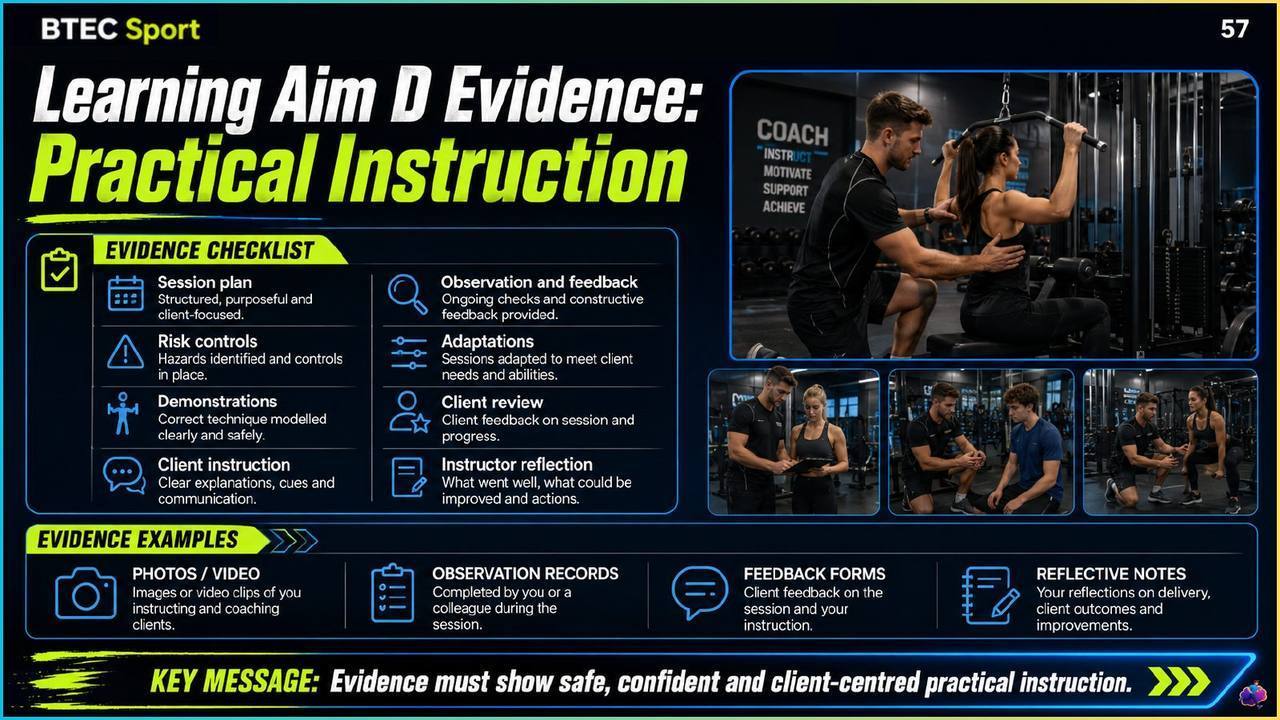 BTEC Sport
57
Learning Aim D Evidence:
Practical Instruction
EVIDENCE CHECKLIST
Session plan
Structured, purposeful and
client-focused.
Risk controls
Hazards identified and controls
in place.
Demonstrations
Correct technique modelled
clearly and safely.
Client instruction
Clear explanations, cues and
communication.
Observation and feedback
Ongoing checks and constructive
feedback provided.
Adaptations
Sessions adapted to meet client
needs and abilities.
Client review
Client feedback on session and
progress.
Instructor reflection
What went well, what could be
improved and actions.
COACH
INSTRUCT
MOTIVATE
SUPPORT
ACHIEVE
EVIDENCE EXAMPLES
PHOTOS / VIDEO
Images or video clips of you
instructing and coaching
clients.
OBSERVATION RECORDS
Completed by you or a
colleague during the
session.
FEEDBACK FORMS
Client feedback on the
session and your
instruction.
REFLECTIVE NOTES
Your reflections on delivery,
client outcomes and
improvements.
KEY MESSAGE: Evidence must show safe, confident and client-centred practical instruction.